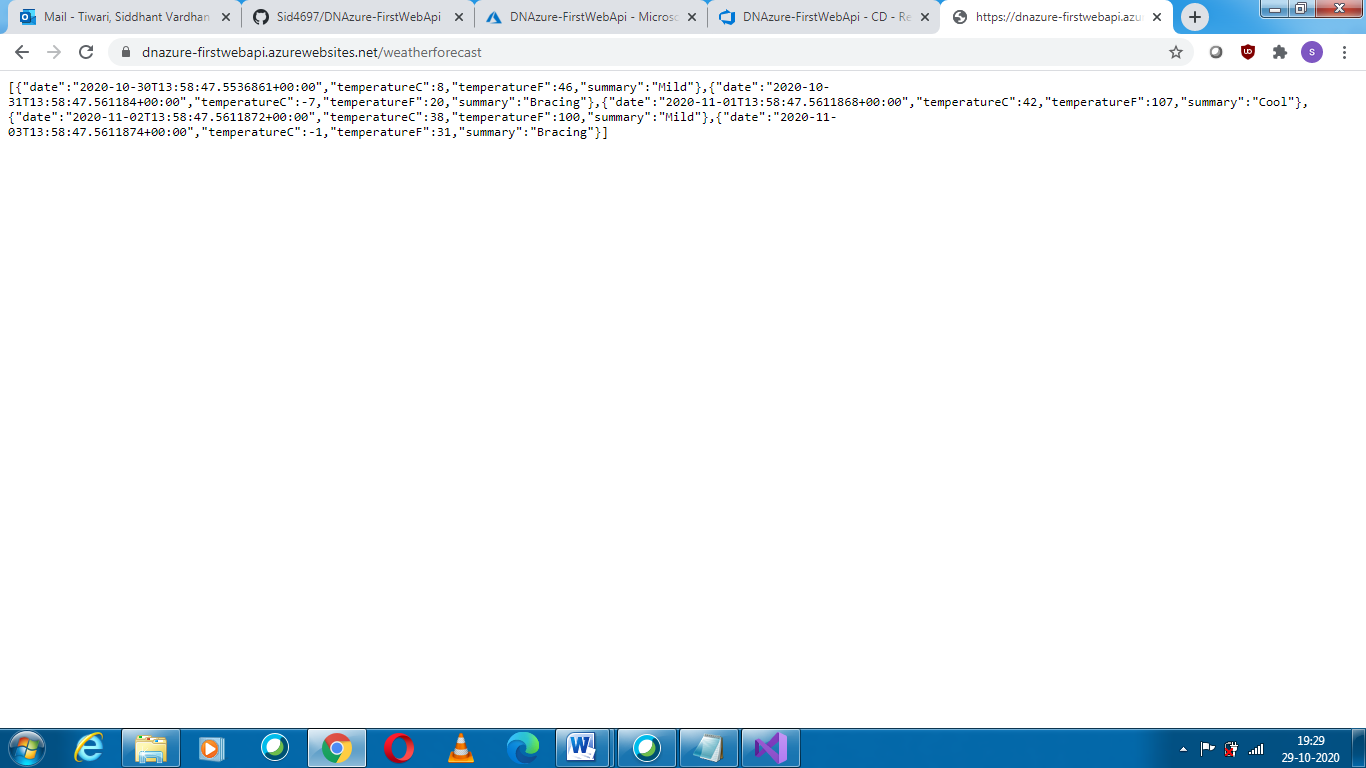 Mail - Tiwari, Siddhant Vardhan
Sid4697/DNAzure-FirstWebApi
DNAzure-FirstWebApi - Microso
DNAzure-FirstWebApi - CD - Re
https://dnazure-firstwebapi.azu
dnazure-firstwebapi.azurewebsites.net/weatherforecast
S
[{"date":"2020-10-30T13:58:47.5536861+00:00","temperatureC":8,"temperatureF":46,"summary":"Mild"},{"date":"2020-10-
31T13:58:47.561184+00:00","temperatureC":-7,"temperatureF":20,"summary":"Bracing"},{"date":"2020-11-01T13:58:47.5611868+00:00","temperatureC":42,"temperatureF":107,"summary":"Cool"},
{"date":"2020-11-02T13:58:47.5611872+00:00","temperatureC":38,"temperatureF":100,"summary":"Mild"},{"date":"2020-11-
03T13:58:47.5611874+00:00","temperatureC":-1,"temperatureF":31,"summary":"Bracing"}]
19:29
29-10-2020